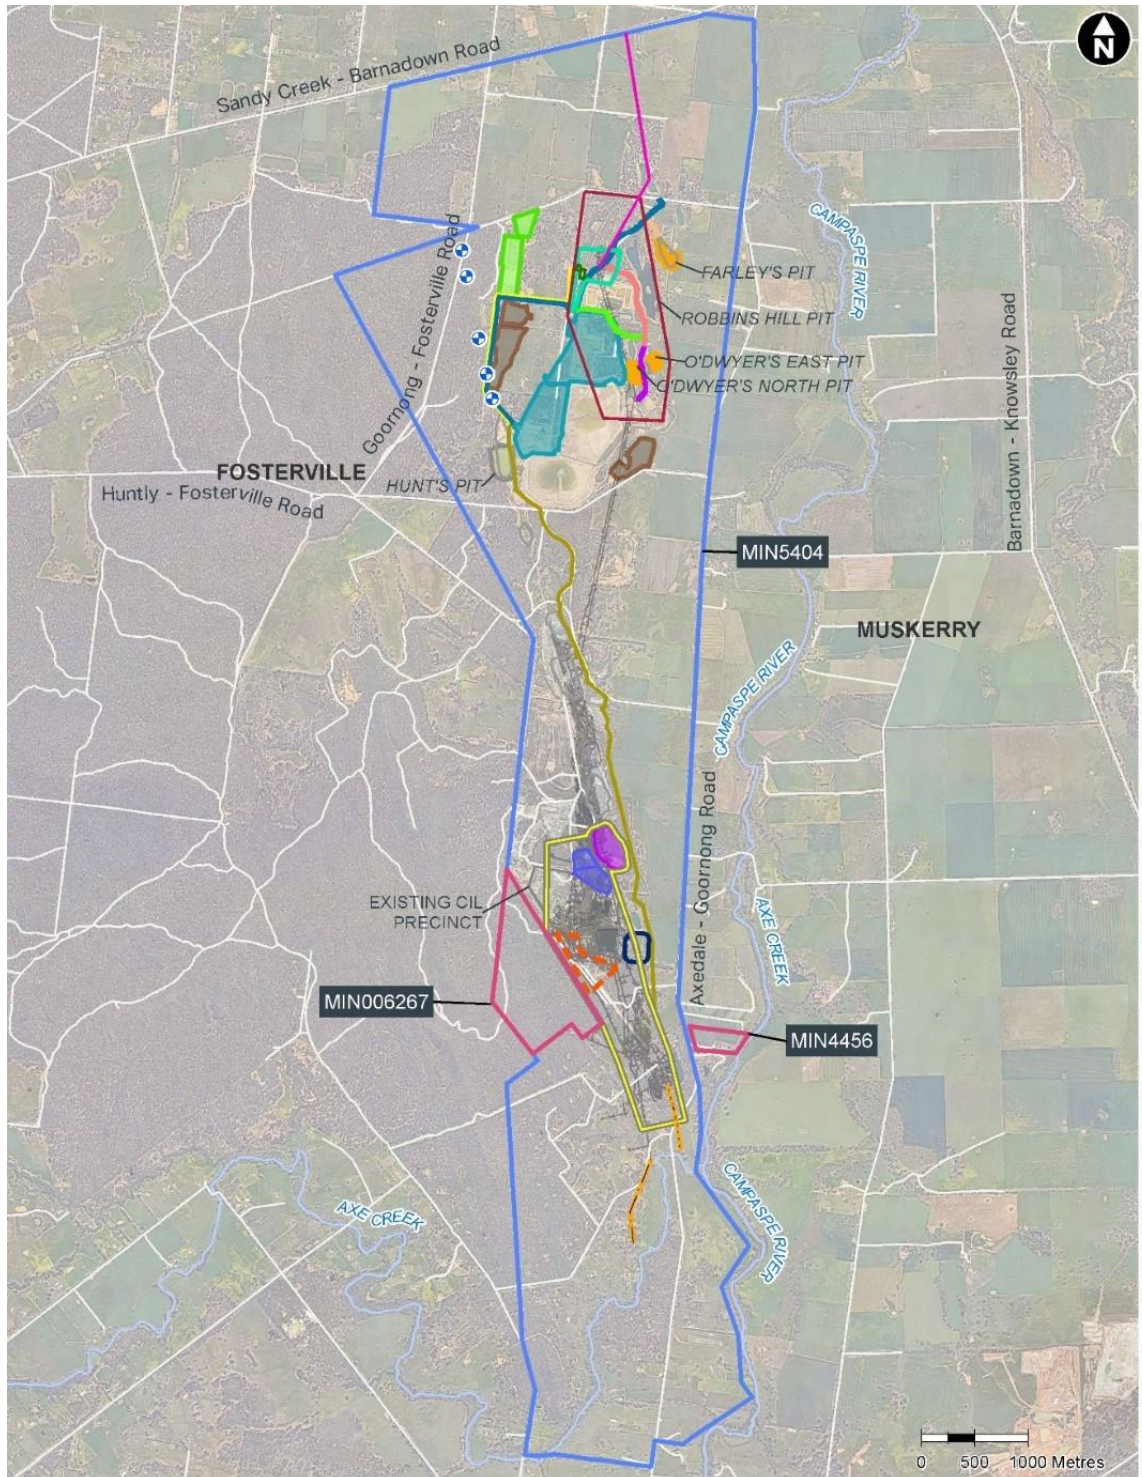 N
Sandy Creek - Barnadown Road
CAMPASPE RIVER
Goornong - Fosterville Road
FARLEY'S PIT
ROBBINS HILL PIT
Barnadown - Knowsley Road
O'DWYER'S EAST PIT
O'DWYER'S NORTH PIT
FOSTERVILLE
HUNT'S PIT
Huntly - Fosterville Road
MIN5404
MUSKERRY
CAMPASPE RIVER
Axedale - Goornong Road
EXISTING CIL
PRECINCT
AXE CREEK
MIN006267
MIN4456
AXE CREEK
CAMPASPE RIVER
0 500 1000 Metres